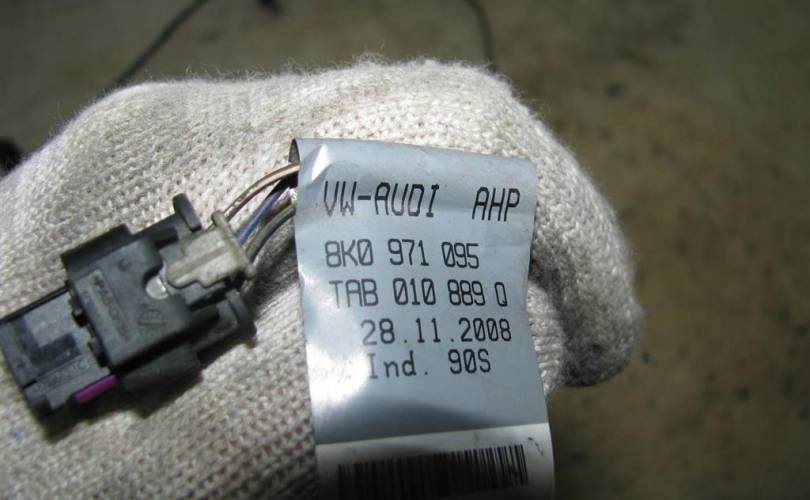 VW-AUDI AHP
8K0 971 095
TAB 010 889 Q
28.11.2008
Ind. 90S